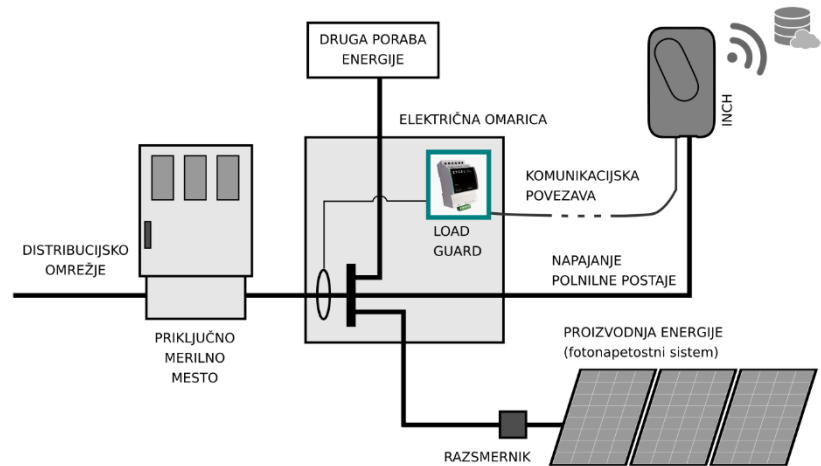 DRUGA PORABA
ENERGIJE
ELEKTRIČNA OMARICA
INCH
KOMUNIKACIJSKA
POVEZAVA
LOAD
GUARD
DISTRIBUCIJSKO
OMREŽJE
NAPAJANJE
POLNILNE POSTAJE
PRIKLJUČNO
MERILNO
MESTO
PROIZVODNJA ENERGIJE
(fotonapetostni sistem)
RAZSMERNIK